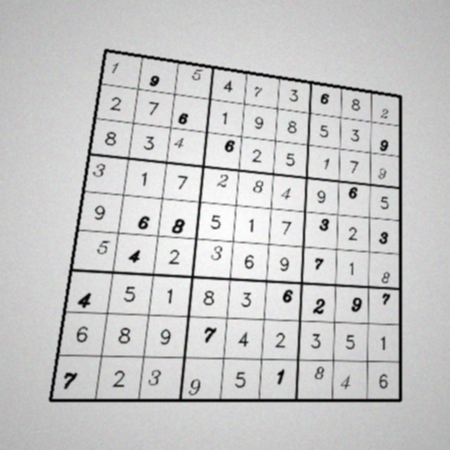 1 9 5 4 7 3 6 8 2
2 7 6 1 9 8 5 3 9
8 3 4 6 2 5 1 7 9
3 1 7 2 8 4 9 6 5
9 6 8 5 1 7 3 2 3
5 4 2 3 6 9 7 1 8
4 5 1 8 3 6 2 9 7
6 8 9 7 4 2 3 5 1
7 2 3 9 5 1 8 4 6